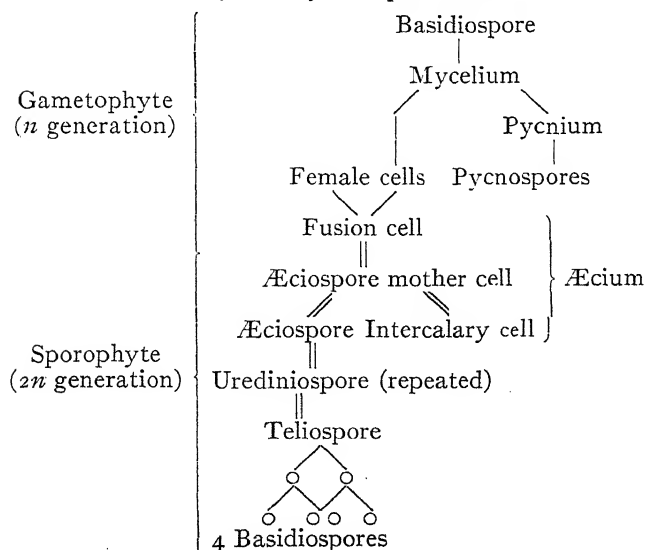 Basidiospore
Mycelium
Gametophyte
(n generation)
Pycnium
Female cells Pycnospores
Fusion cell
Æciospore mother cell
Æcium
Æciospore Intercalary cell
Sporophyte
(2n generation)
Urediniospore (repeated)
Teliospore
4 Basidiospores